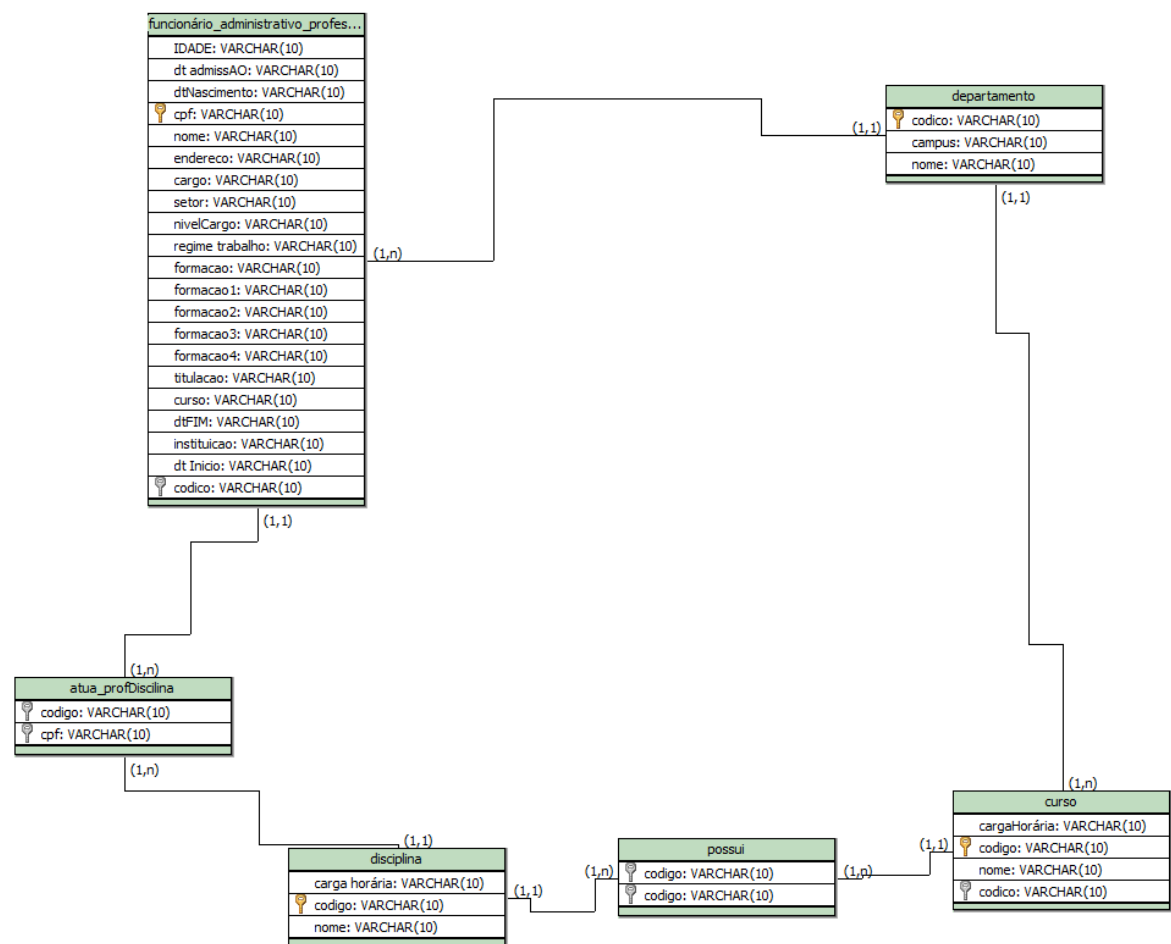 funcionário_administrativo_profes...
IDADE: VARCHAR(10)
dt admissAO: VARCHAR(10)
dtNascimento: VARCHAR(10)
cpf: VARCHAR(10)
nome: VARCHAR(10)
endereco: VARCHAR(10)
cargo: VARCHAR(10)
setor: VARCHAR(10)
nivelCargo: VARCHAR(10)
regime trabalho: VARCHAR(10)
formacao: VARCHAR(10)
formacao1: VARCHAR(10)
formacao2: VARCHAR(10)
formacao3: VARCHAR(10)
formacao4: VARCHAR(10)
titulacao: VARCHAR(10)
curso: VARCHAR(10)
dtFIM: VARCHAR(10)
instituicao: VARCHAR(10)
dt Inicio: VARCHAR(10)
codico: VARCHAR(10)
(1,n)
(1,1)
departamento
codico: VARCHAR(10)
campus: VARCHAR(10)
nome: VARCHAR(10)
(1,1)
(1,1)
(1,n)
atua_profDiscilina
codigo: VARCHAR(10)
cpf: VARCHAR(10)
(1,n)
(1,1)
disciplina
carga horária: VARCHAR(10)
codigo: VARCHAR(10)
nome: VARCHAR(10)
(1,1)
(1,n)
possui
codigo: VARCHAR(10)
codigo: VARCHAR(10)
(1,n)
(1,1)
(1,n)
curso
cargaHorária: VARCHAR(10)
codigo: VARCHAR(10)
nome: VARCHAR(10)
codico: VARCHAR(10)